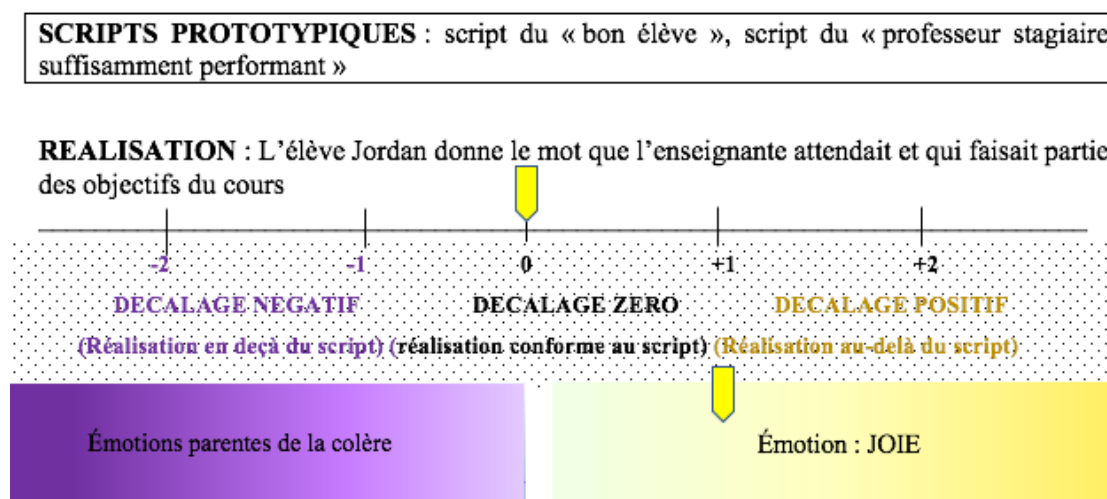 SCRIPTS PROTOTYPIQUES : script du « bon élève », script du « professeur stagiaire
suffisamment performant »
REALISATION : L'élève Jordan donne le mot que l'enseignante attendait et qui faisait partie
des objectifs du cours
-2 -1 0 +1 +2
DECALAGE NEGATIF DECALAGE ZERO DECALAGE POSITIF
(Réalisation en deçà du script) (réalisation conforme au script) (Réalisation au-delà du script)
Émotions parentes de la colère Émotion : JOIE